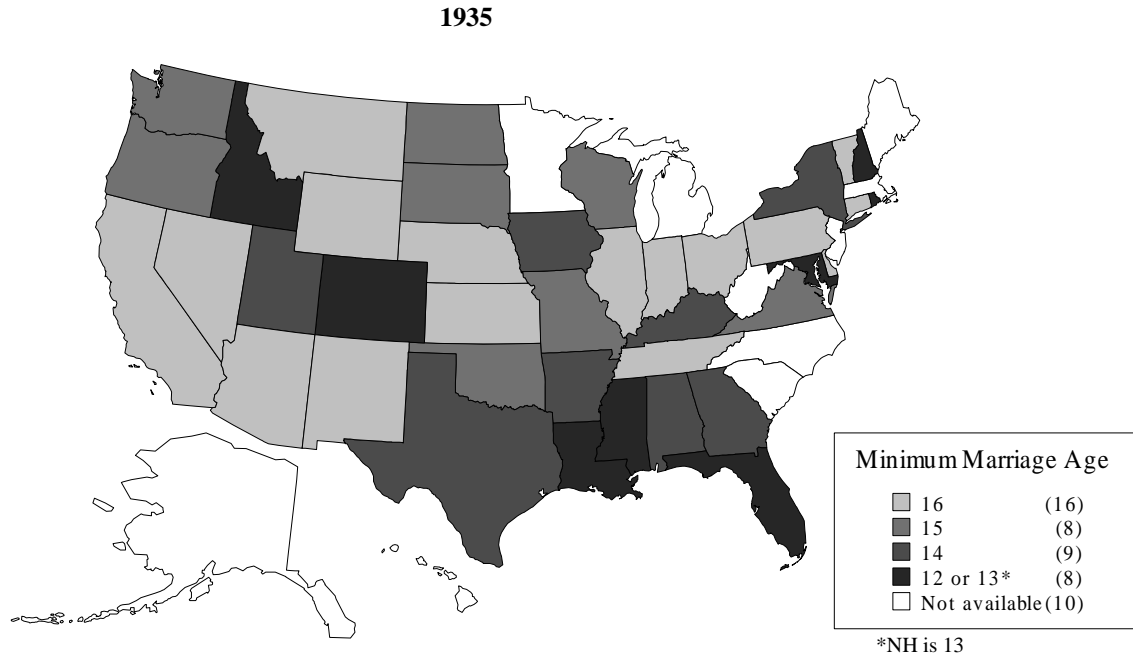 1935
Minimum Marriage Age
16 (16)
15 (8)
14 (9)
12 or 13* (8)
Not available (10)
*NH is 13